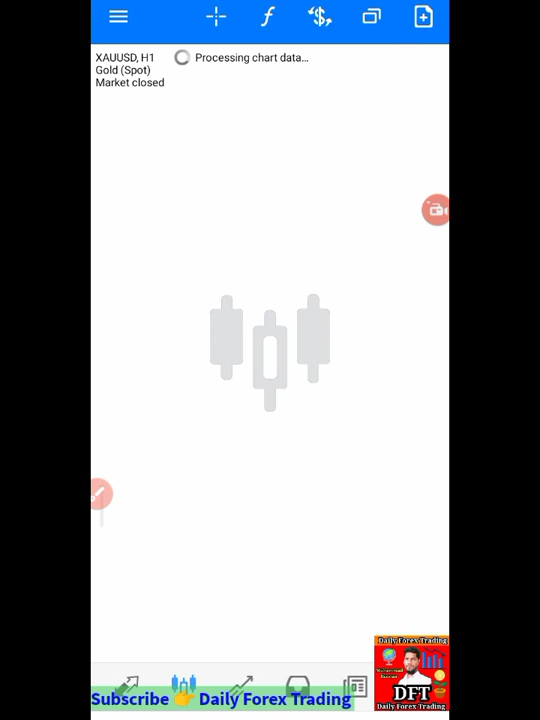 XAUUSD, H1
Processing chart data...
Gold (Spot)
Market closed
Daily Forex Trading
DFT
Daily Forex Trading
Subscribe 👉 Daily Forex Trading